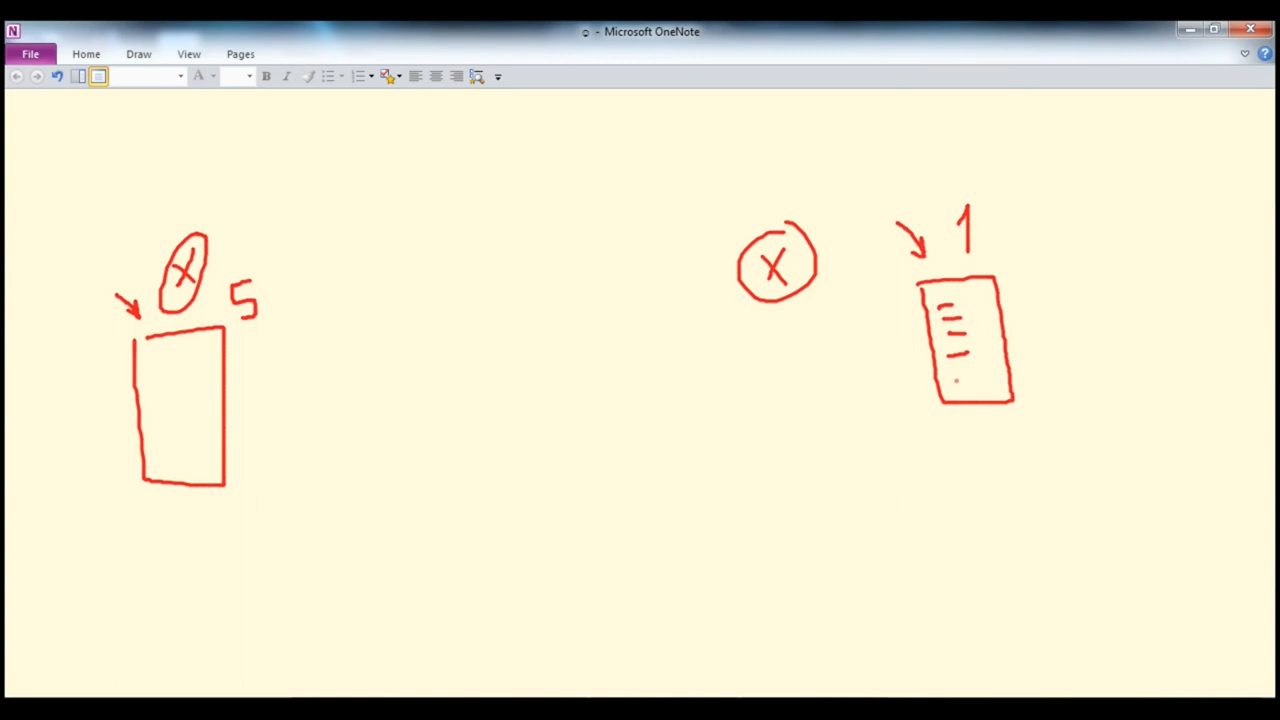 ☺ - Microsoft OneNote
File Home Draw View Pages
A B I
X 1
X 5